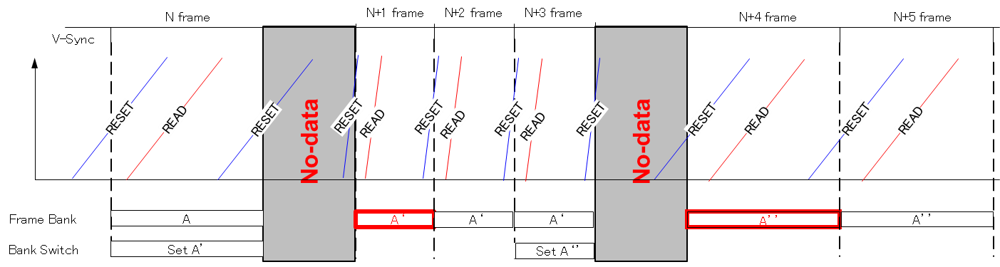 N frame
N+1 frame
N+2 frame
N+3 frame
N+4 frame
N+5 frame
V-Sync
RESET
READ
RESET
No-data
RESET
READ
RESET
READ
RESET
READ
RESET
No-data
RESET
READ
RESET
READ
Frame Bank
A
A‘
A‘
A‘
A’’
A’’
Bank Switch
Set A’
Set A‘’